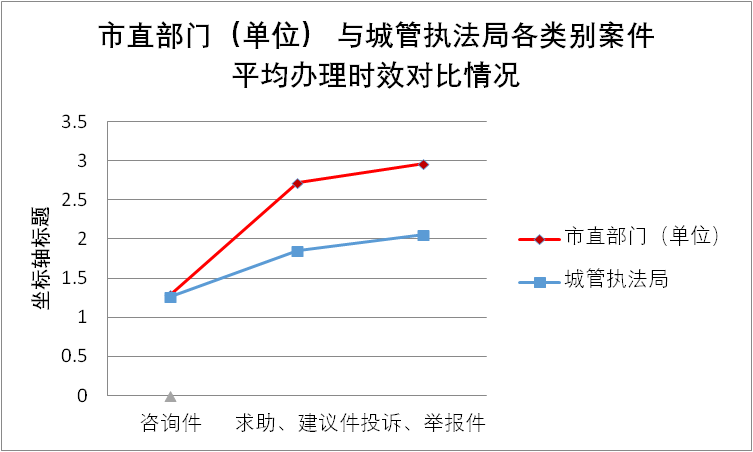 市直部门（单位） 与城管执法局各类别案件
平均办理时效对比情况
坐标轴标题
3.5
3
2.5
2
1.5
1
0.5
0
咨询件
求助、建议件
投诉、举报件
市直部门（单位）
城管执法局